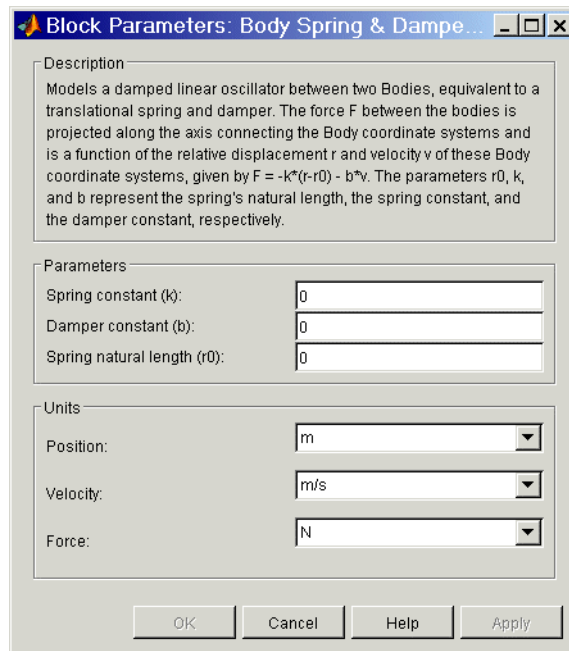 Block Parameters: Body Spring & Dampe...
Description
Models a damped linear oscillator between two Bodies, equivalent to a
translational spring and damper. The force F between the bodies is
projected along the axis connecting the Body coordinate systems and
is a function of the relative displacement r and velocity v of these Body
coordinate systems, given by F = -k*(r-r0) - b*v. The parameters r0, k,
and b represent the spring's natural length, the spring constant, and
the damper constant, respectively.
Parameters
Spring constant (k): 0
Damper constant (b): 0
Spring natural length (r0): 0
Units
Position: m
Velocity: m/s
Force: N
OK Cancel Help Apply